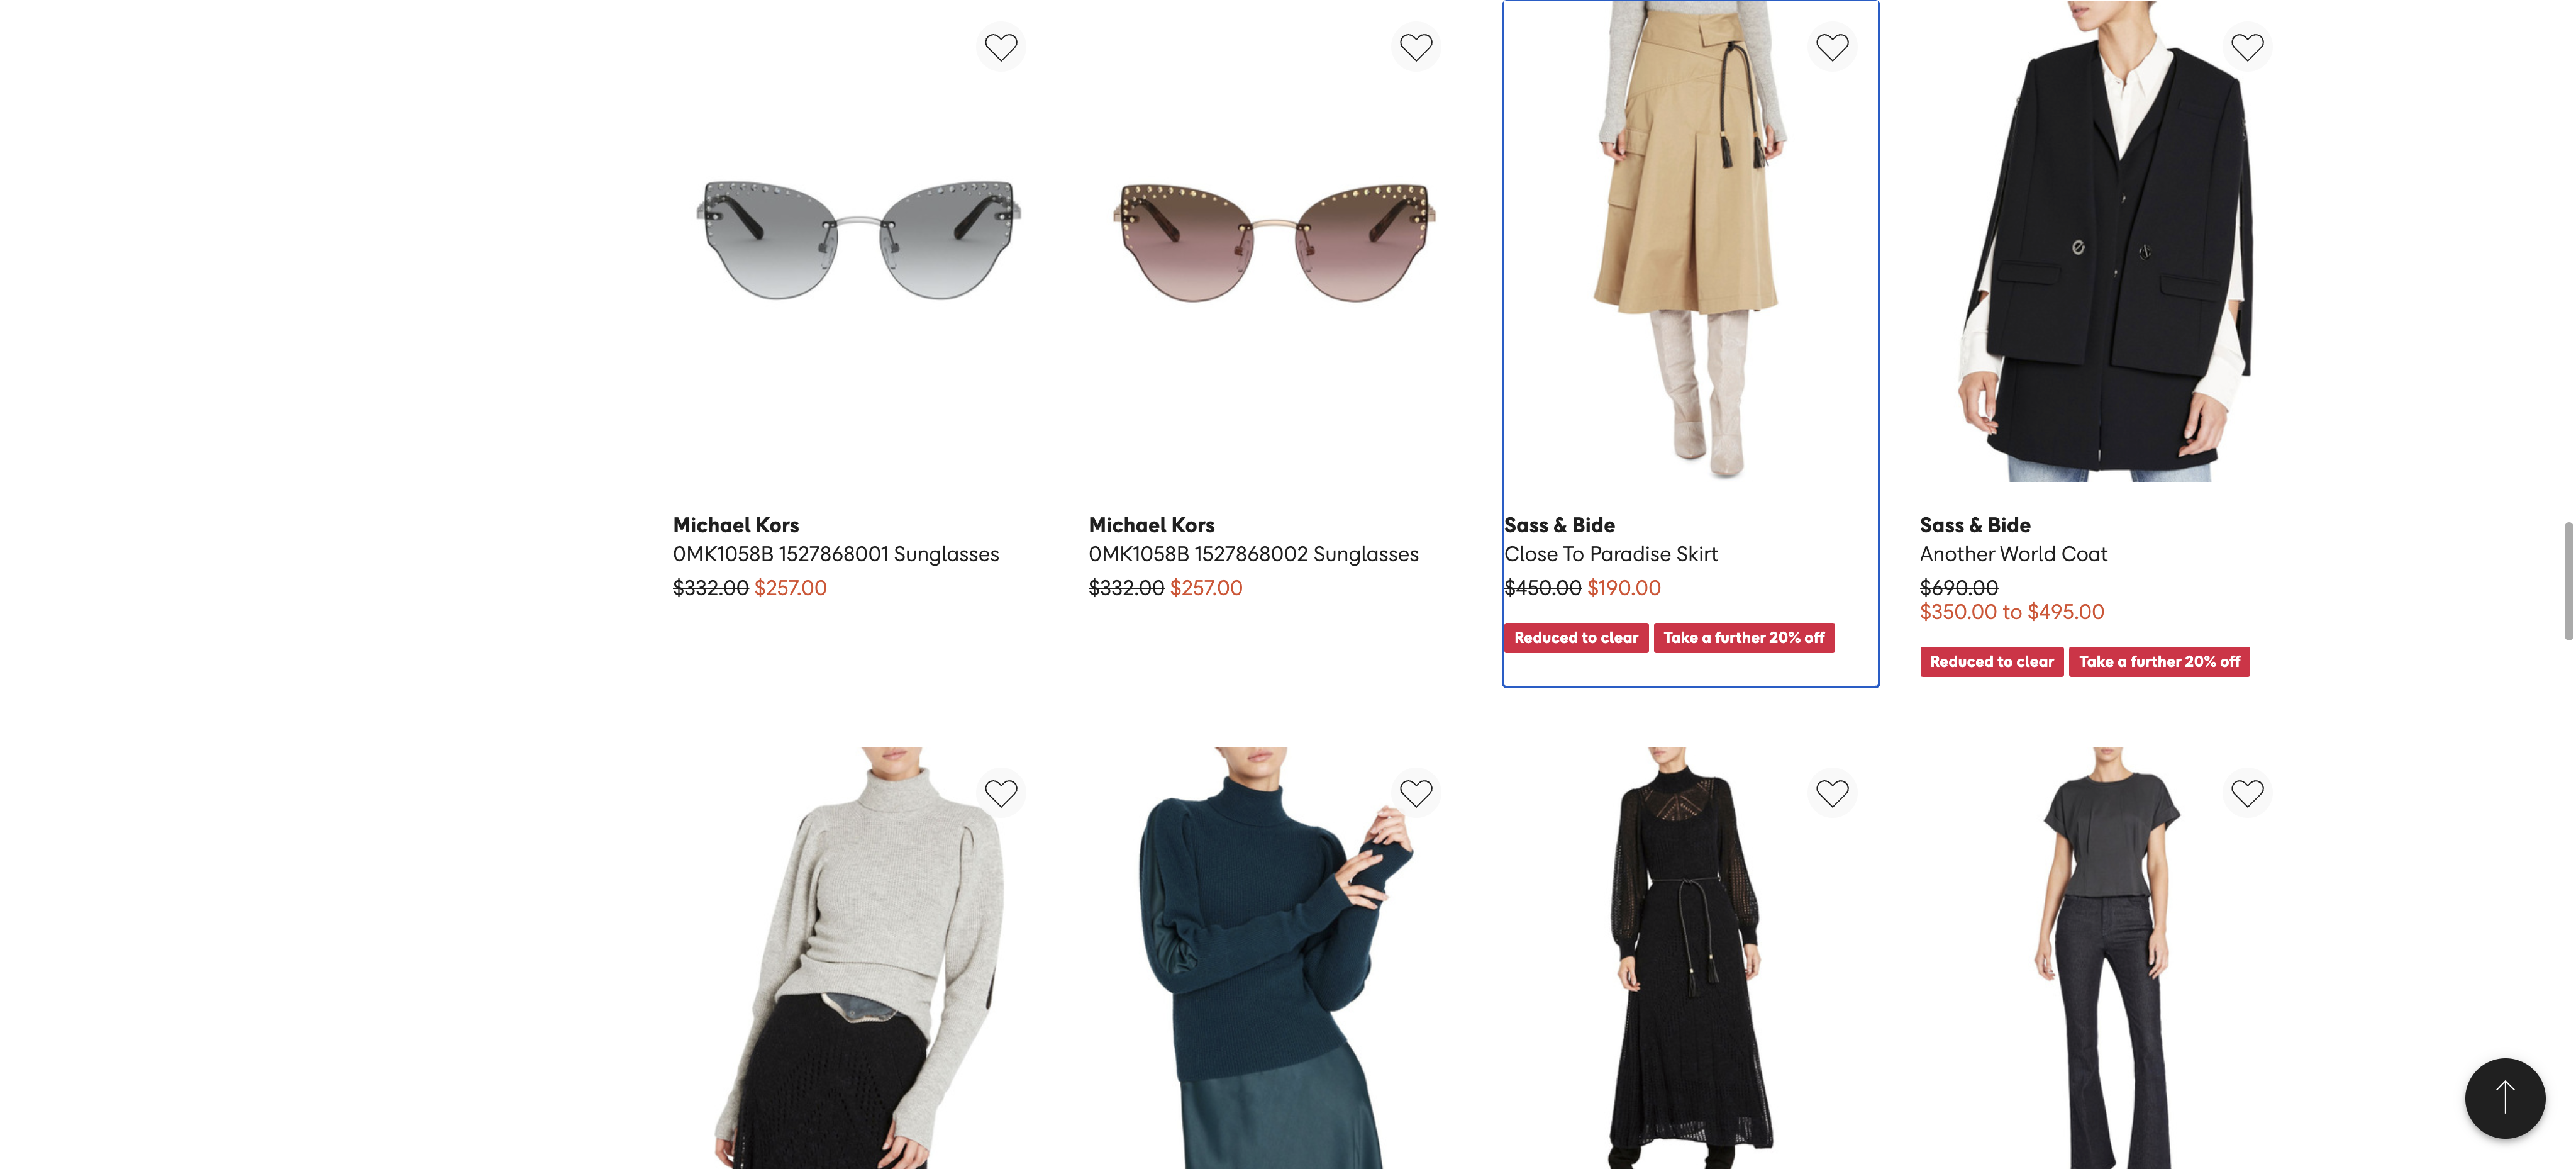 Michael Kors
0MK1058B 1527868001 Sunglasses
$332.00 $257.00
Michael Kors
0MK1058B 1527868002 Sunglasses
$332.00 $257.00
Sass & Bide
Close To Paradise Skirt
$450.00 $190.00
Reduced to clear Take a further 20% off
Sass & Bide
Another World Coat
$690.00
$350.00 to $495.00
Reduced to clear Take a further 20% off